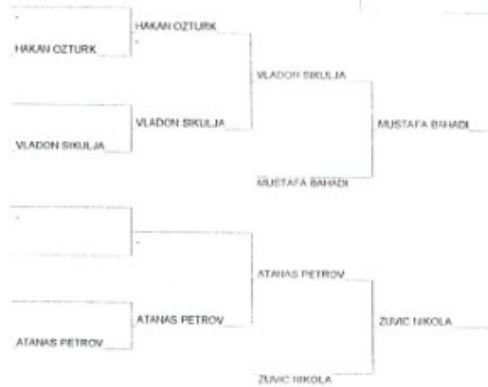 HAKAN OZTURK
HAKAN OZTURK
VLADON SIKULJA
VLADON SIKULJA
MUSTAFA BAHADI
VLADON SIKULJA
MUSTAFA BAHADI
ATANAS PETROV
ATANAS PETROV
ZUVIC NIKOLA
ATANAS PETROV
ZUVIC NIKOLA